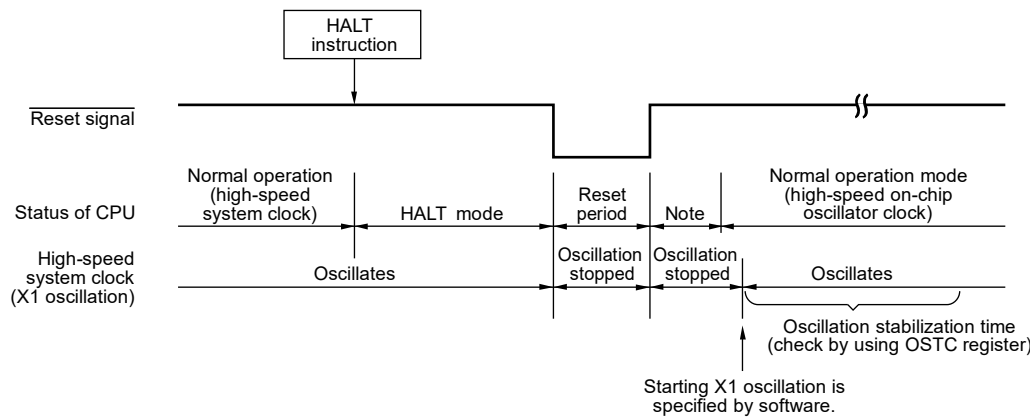 HALT
instruction
Reset signal
Normal operation
(high-speed
system clock)
Status of CPU
HALT mode
Reset
period
Note
Normal operation mode
(high-speed on-chip
oscillator clock)
High-speed
system clock
(X1 oscillation)
Oscillates
Oscillation
stopped
Oscillation
stopped
Oscillates
Oscillation stabilization time
(check by using OSTC register)
Starting X1 oscillation is
specified by software.